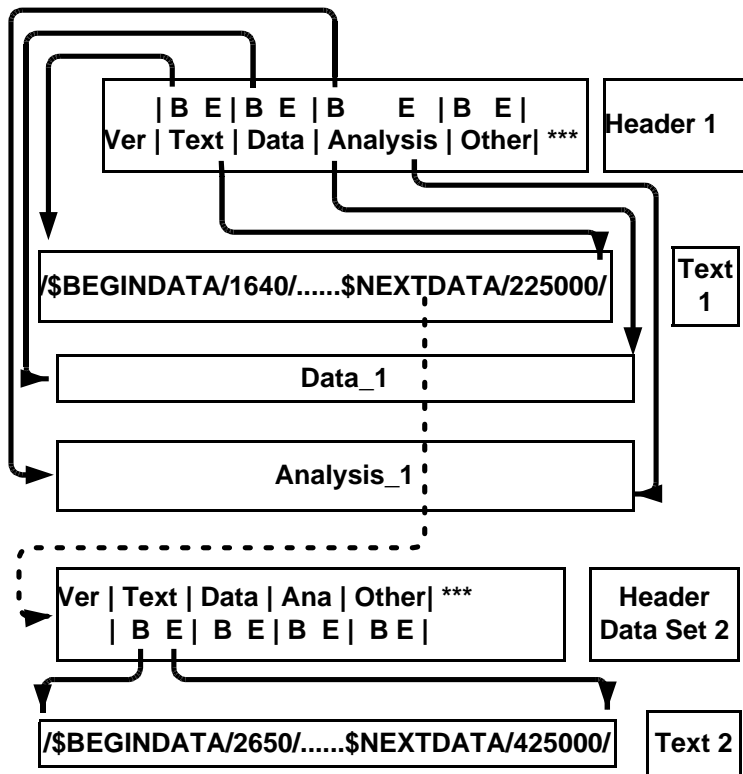 | B E | B E | B E | B E |
Ver | Text | Data | Analysis | Other| ***
Header 1
/$BEGINDATA/1640/......$NEXTDATA/225000/
Text
1
Data_1
Analysis_1
Ver | Text | Data | Ana | Other| ***
| B E | B E | B E | B E |
Header
Data Set 2
/$BEGINDATA/2650/......$NEXTDATA/425000/
Text 2